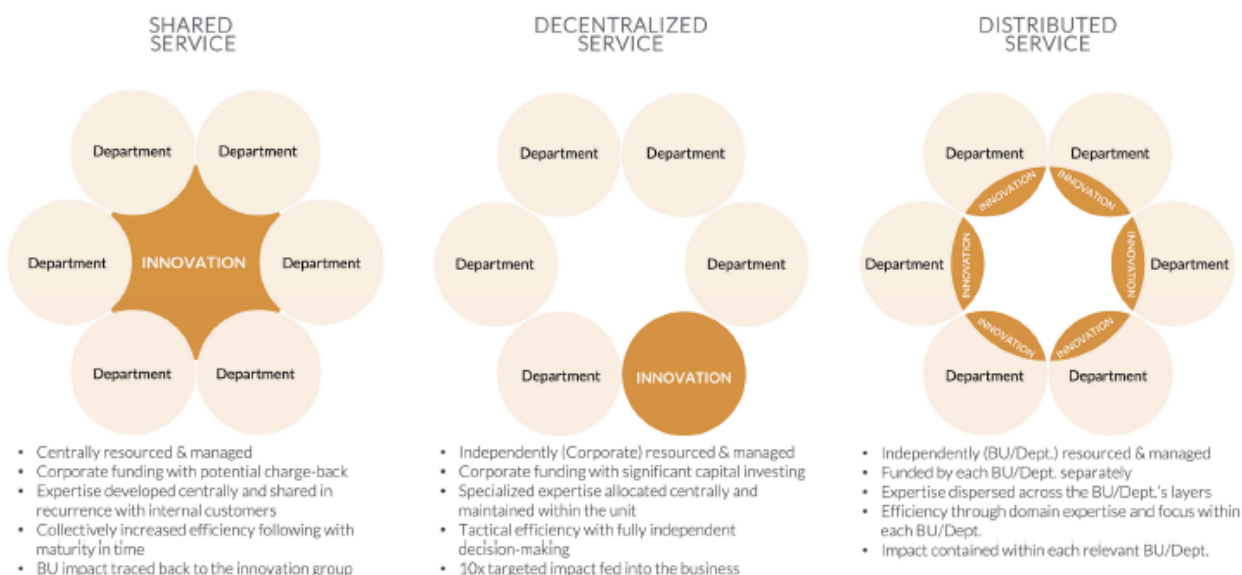 SHARED
SERVICE
Department
Department
Department
INNOVATION
Department
Department
Department
• Centrally resourced & managed
• Corporate funding with potential charge-back
• Expertise developed centrally and shared in
recurrence with internal customers
• Collectively increased efficiency following with
maturity in time
• BU impact traced back to the innovation group
DECENTRALIZED
SERVICE
Department
Department
Department
Department
Department
INNOVATION
• Independently (Corporate) resourced & managed
• Corporate funding with significant capital investing
• Specialized expertise allocated centrally and
maintained within the unit
• Tactical efficiency with fully independent
decision-making
• 10x targeted impact fed into the business
DISTRIBUTED
SERVICE
Department
Department
INNOVATION
INNOVATION
Department
INNOVATION
INNOVATION
Department
INNOVATION
INNOVATION
Department
Department
• Independently (BU/Dept.) resourced & managed
• Funded by each BU/Dept. separately
• Expertise dispersed across the BU/Dept.'s layers
• Efficiency through domain expertise and focus within
each BU/Dept.
• Impact contained within each relevant BU/Dept.